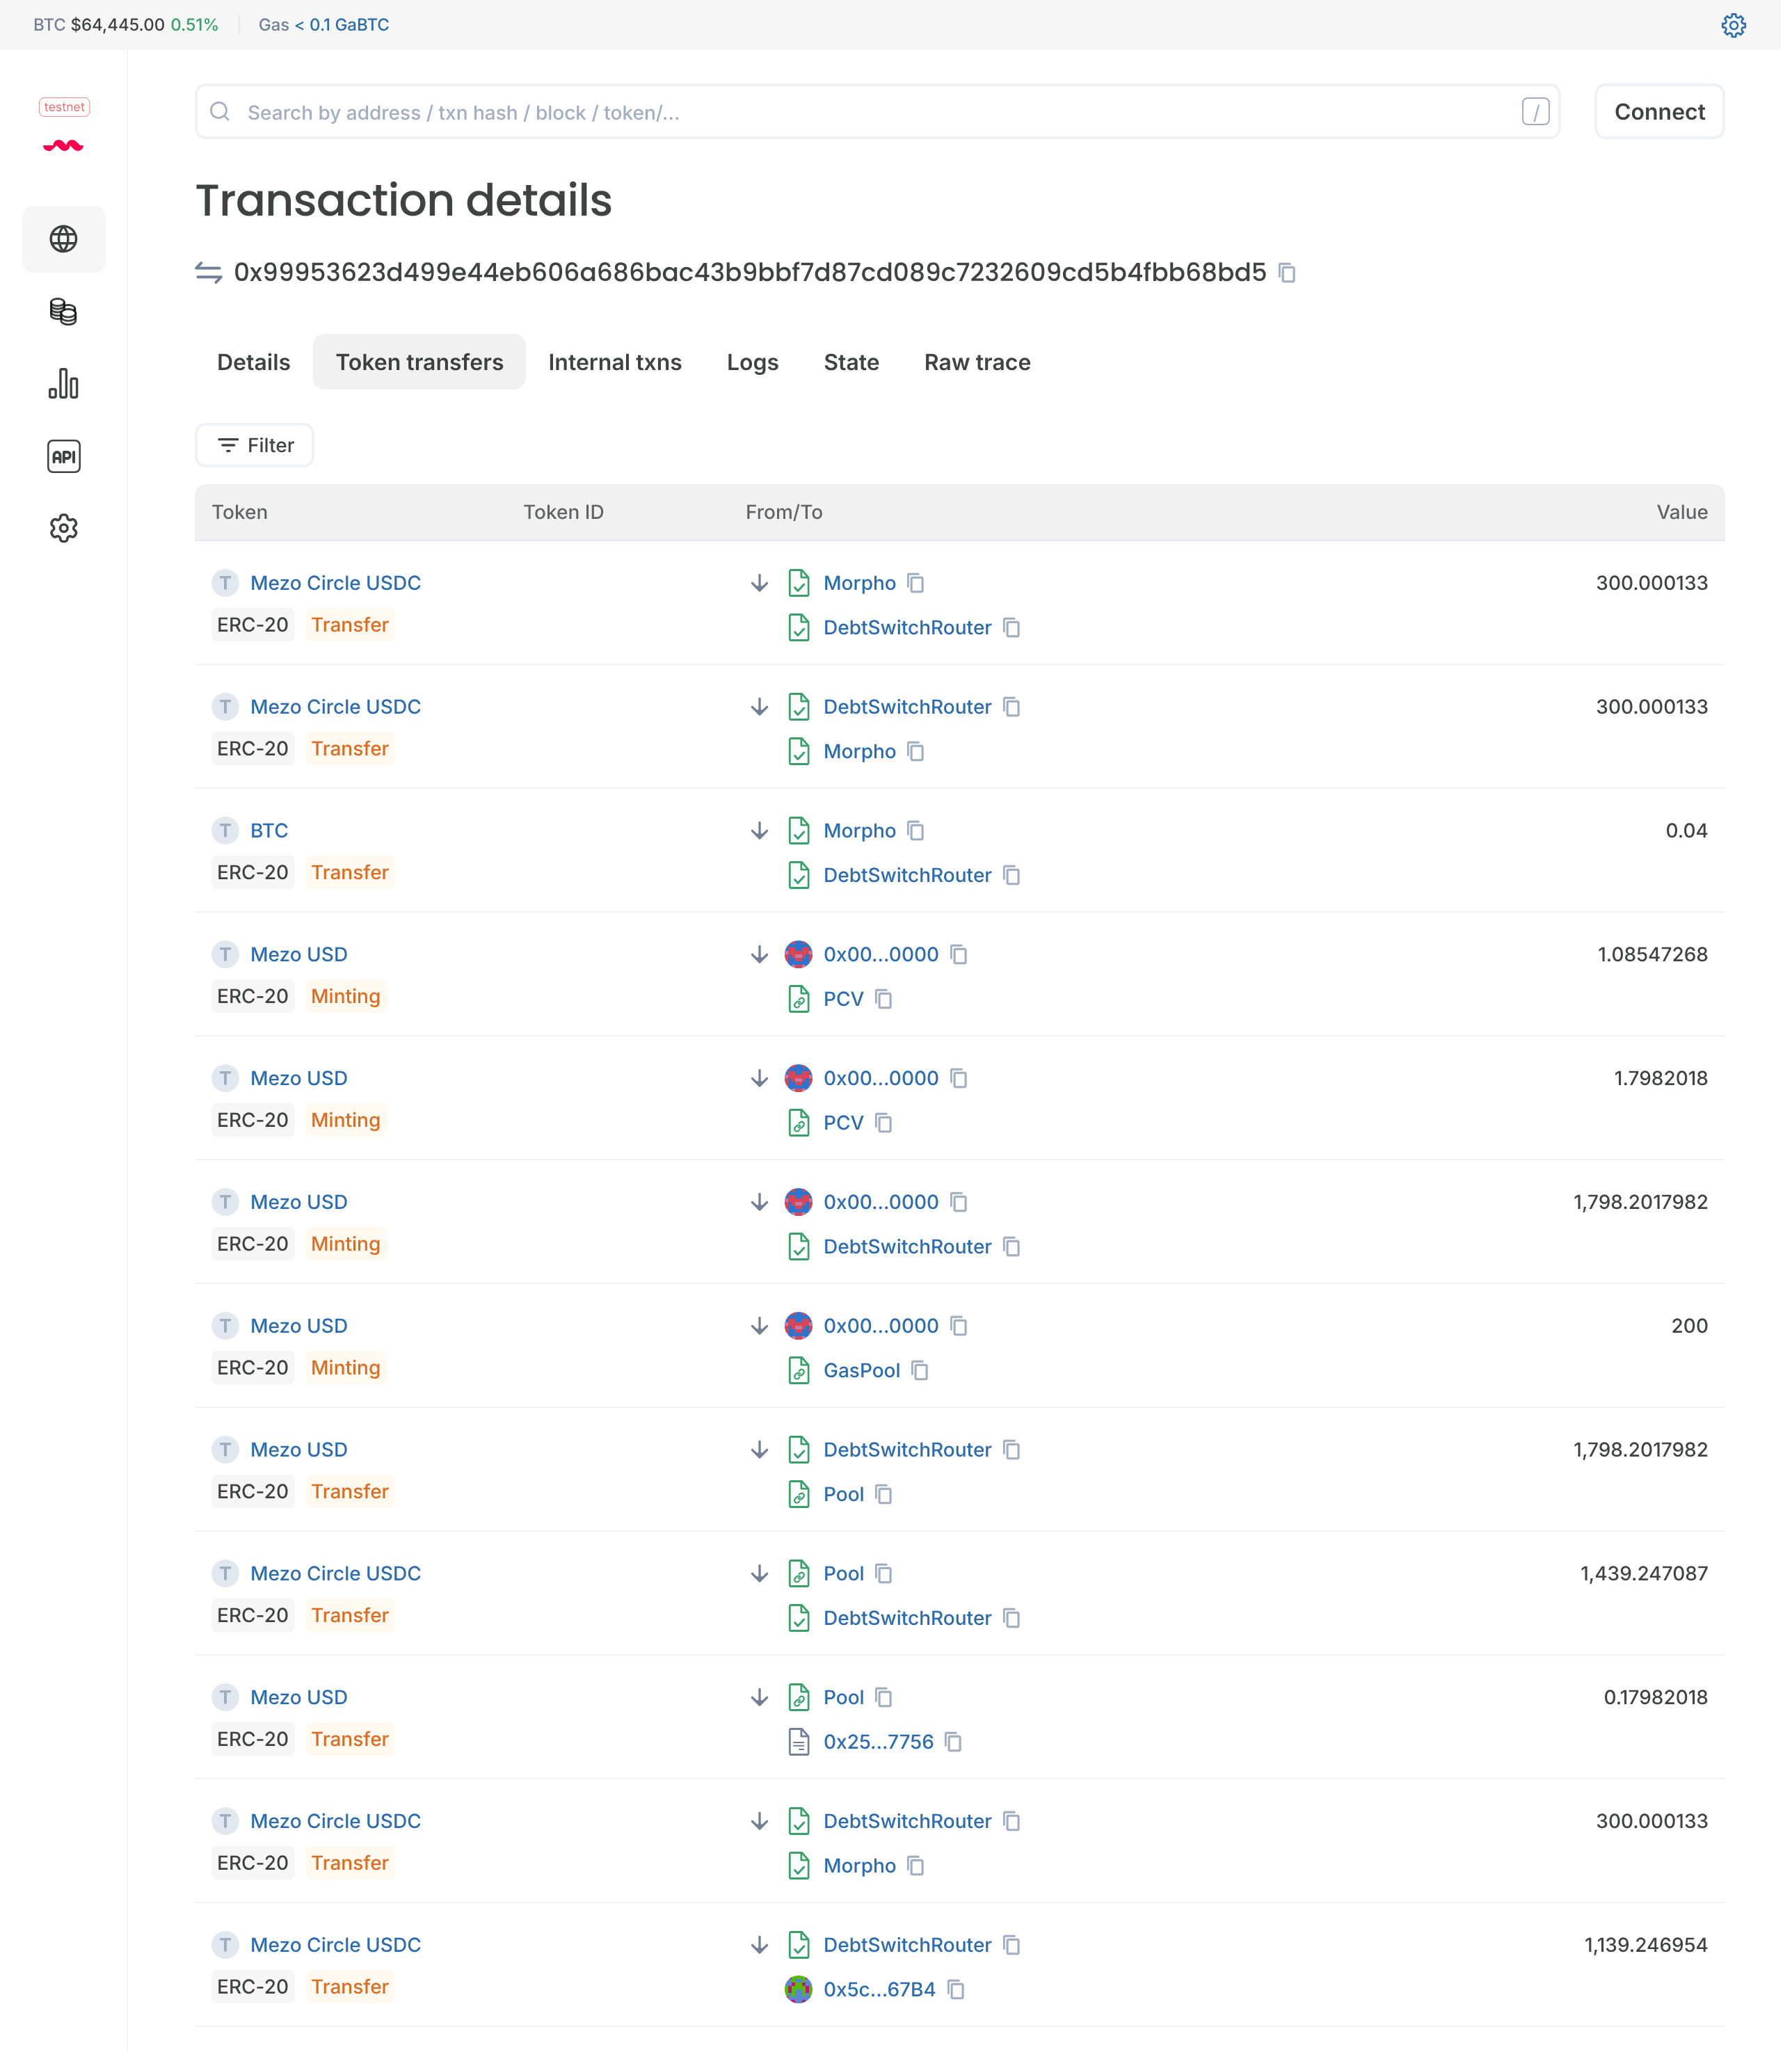 BTC $64,445.00 0.51% Gas < 0.1 GaBTC
testnet
Search by address / txn hash / block / token/... /
Connect
Transaction details
0x99953623d499e44eb606a686bac43b9bbf7d87cd089c7232609cd5b4fbb68bd5
Details Token transfers Internal txns Logs State Raw trace
API
Filter
Token Token ID From/To Value
T Mezo Circle USDC Morpho 300.000133
ERC-20 Transfer DebtSwitchRouter
T Mezo Circle USDC DebtSwitchRouter 300.000133
ERC-20 Transfer Morpho
T BTC Morpho 0.04
ERC-20 Transfer DebtSwitchRouter
T Mezo USD 0x00...0000 1.08547268
ERC-20 Minting PCV
T Mezo USD 0x00...0000 1.7982018
ERC-20 Minting PCV
T Mezo USD 0x00...0000 1,798.2017982
ERC-20 Minting DebtSwitchRouter
T Mezo USD 0x00...0000 200
ERC-20 Minting GasPool
T Mezo USD DebtSwitchRouter 1,798.2017982
ERC-20 Transfer Pool
T Mezo Circle USDC Pool 1,439.247087
ERC-20 Transfer DebtSwitchRouter
T Mezo USD Pool 0.17982018
ERC-20 Transfer 0x25...7756
T Mezo Circle USDC DebtSwitchRouter 300.000133
ERC-20 Transfer Morpho
T Mezo Circle USDC DebtSwitchRouter 1,139.246954
ERC-20 Transfer 0x5c...67B4